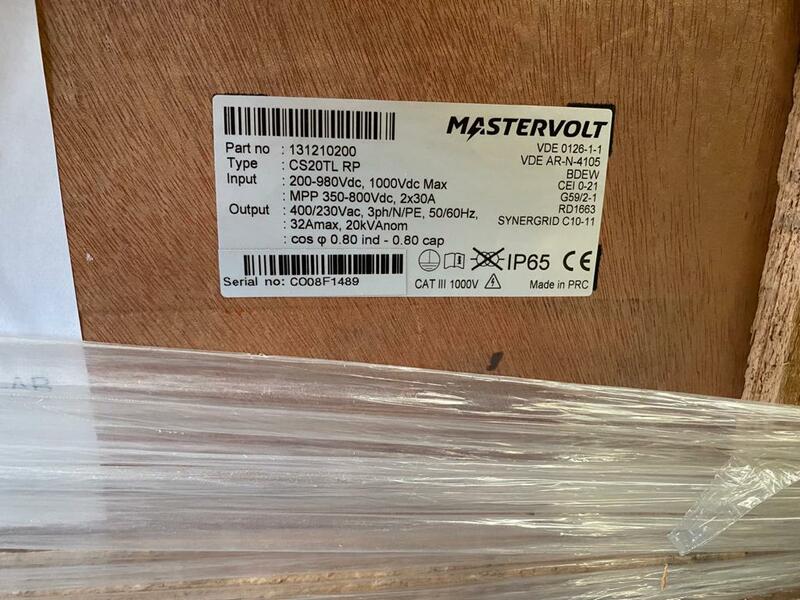 MASTERVOLT
Part no : 131210200
Type : CS20TL RP
Input : 200-980Vdc, 1000Vdc Max
: MPP 350-800Vdc, 2x30A
Output : 400/230Vac, 3ph/N/PE, 50/60Hz,
: 32Amax, 20kVAnom
: cos φ 0.80 ind - 0.80 cap
VDE 0126-1-1
VDE AR-N-4105
BDEW
CEI 0-21
G59/2-1
RD1663
SYNERGRID C10-11
Serial no: CO08F1489
IP65 CE
CAT III 1000V
Made in PRC
AR